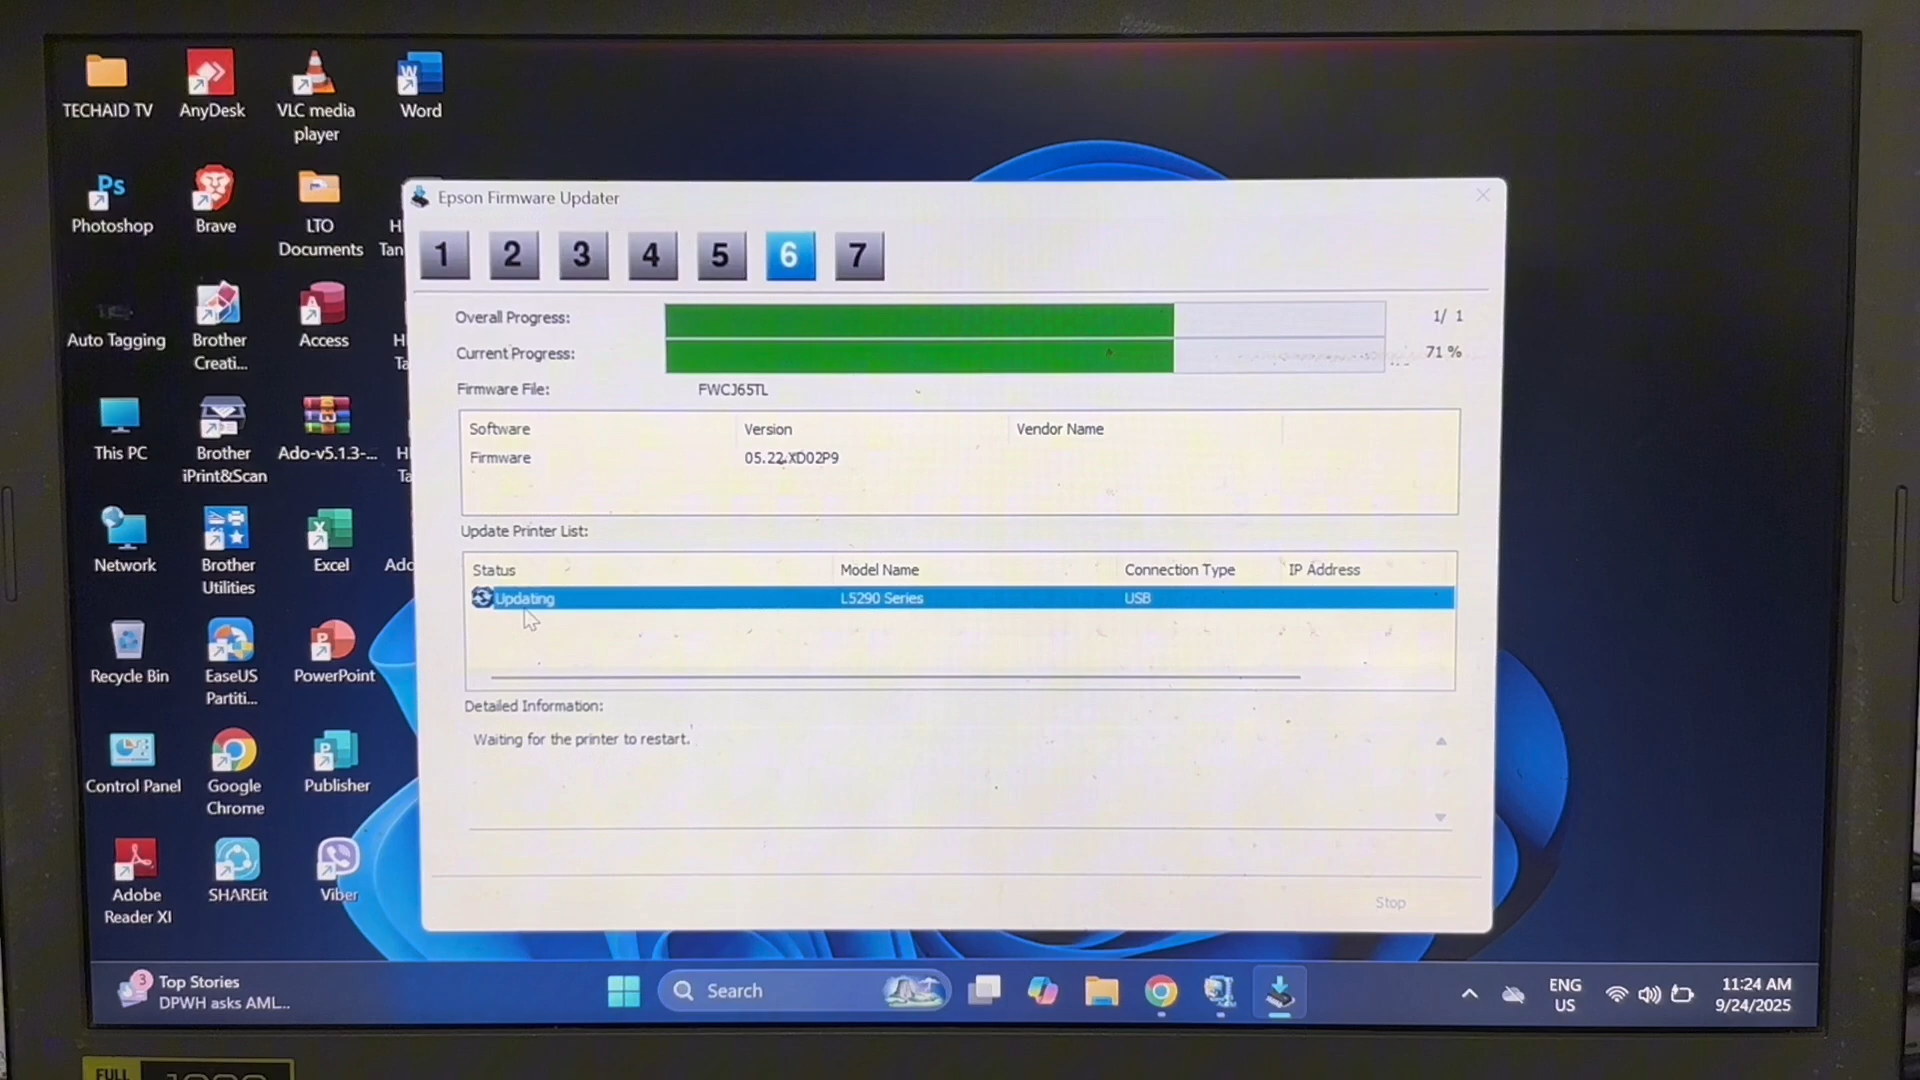 TECHAID TV
AnyDesk
VLC media
player
Word
Photoshop
Brave
LTO
Documents
Auto Tagging
Brother
Creati...
Access
This PC
Brother
iPrint&Scan
Ado-v5.1.3-...
Network
Brother
Utilities
Excel
Recycle Bin
EaseUS
Partiti...
PowerPoint
Control Panel
Google
Chrome
Publisher
Adobe
Reader XI
SHAREit
Viber
Epson Firmware Updater
1 2 3 4 5 6 7
Overall Progress:
1/ 1
Current Progress:
71 %
Firmware File:
FWCJ65TL
Software Version Vendor Name
Firmware 05.22.XD02P9
Update Printer List:
Status Model Name Connection Type IP Address
Updating L5290 Series USB
Detailed Information:
Waiting for the printer to restart.
Stop
3
Top Stories
DPWH asks AML...
Search
ENG
US
11:24 AM
9/24/2025
FULL